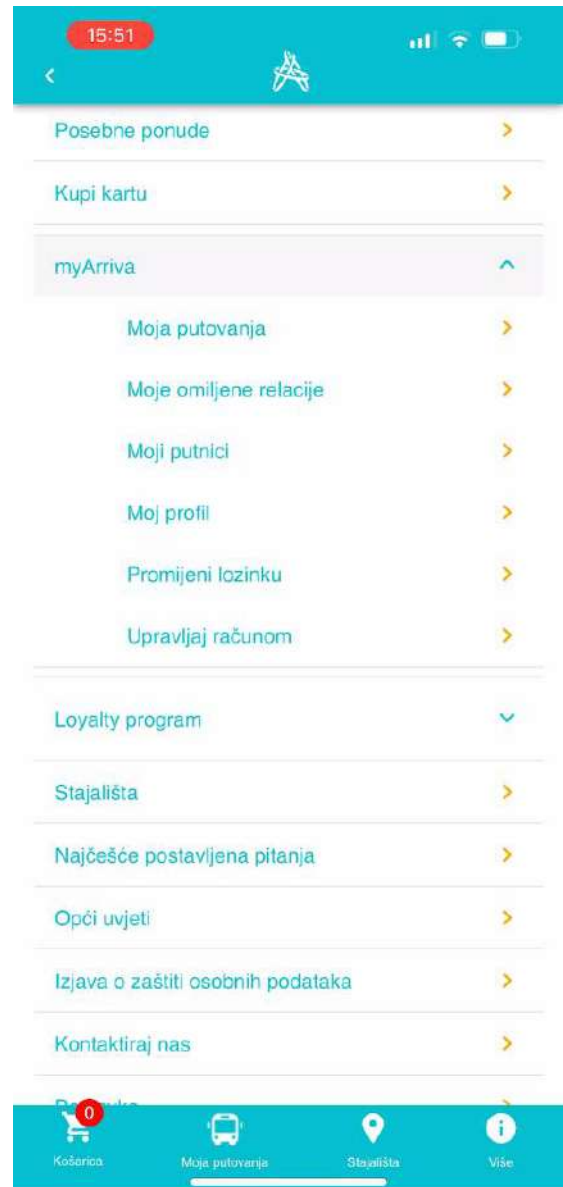 15:51
Posebne ponude
Kupi kartu
myArriva
Moja putovanja
Moje omiljene relacije
Moji putnici
Moj profil
Promijeni lozinku
Upravljaj računom
Loyalty program
Stajališta
Najčešće postavljena pitanja
Opći uvjeti
Izjava o zaštiti osobnih podataka
Kontaktiraj nas
0
Košarica Moja putovanja Stajališta Više